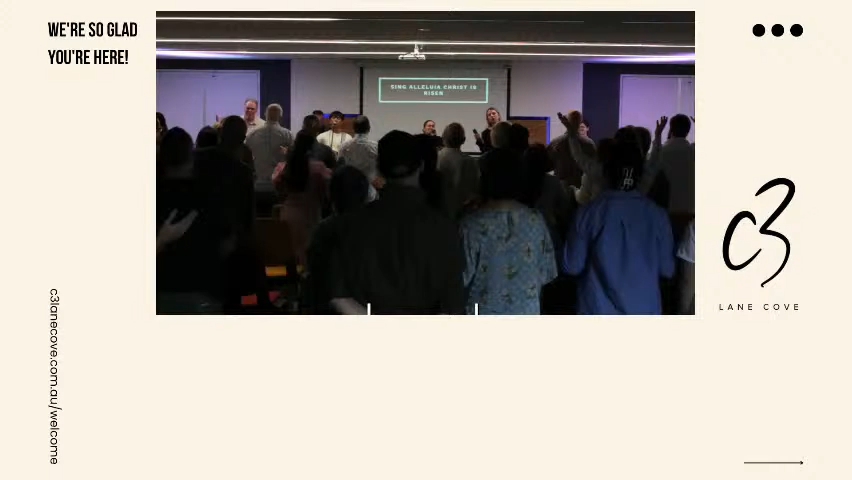 WE'RE SO GLAD
YOU'RE HERE!
SING ALLELUIA CHRIST IS
RISEN
c3
LANE COVE
c3lanecove.com.au/welcome